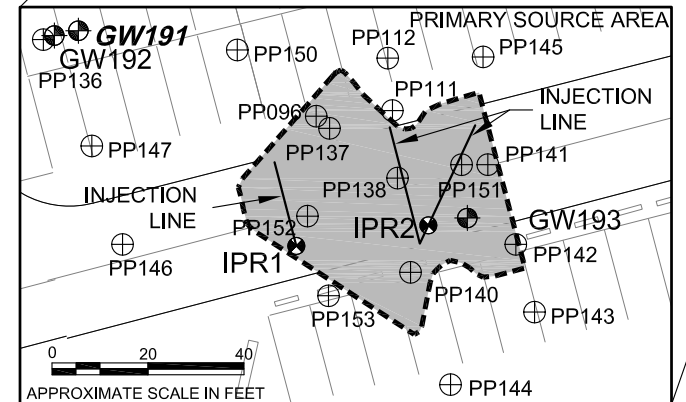 PRIMARY SOURCE AREA
GW191
GW192
PP136
PP150
PP112
PP145
PP111
INJECTION
LINE
PP096
PP137
PP147
PP138
PP151
PP141
INJECTION
LINE
PP152
IPR2
GW193
PP146
IPR1
PP142
PP140
PP153
PP143
0 20 40
APPROXIMATE SCALE IN FEET
PP144